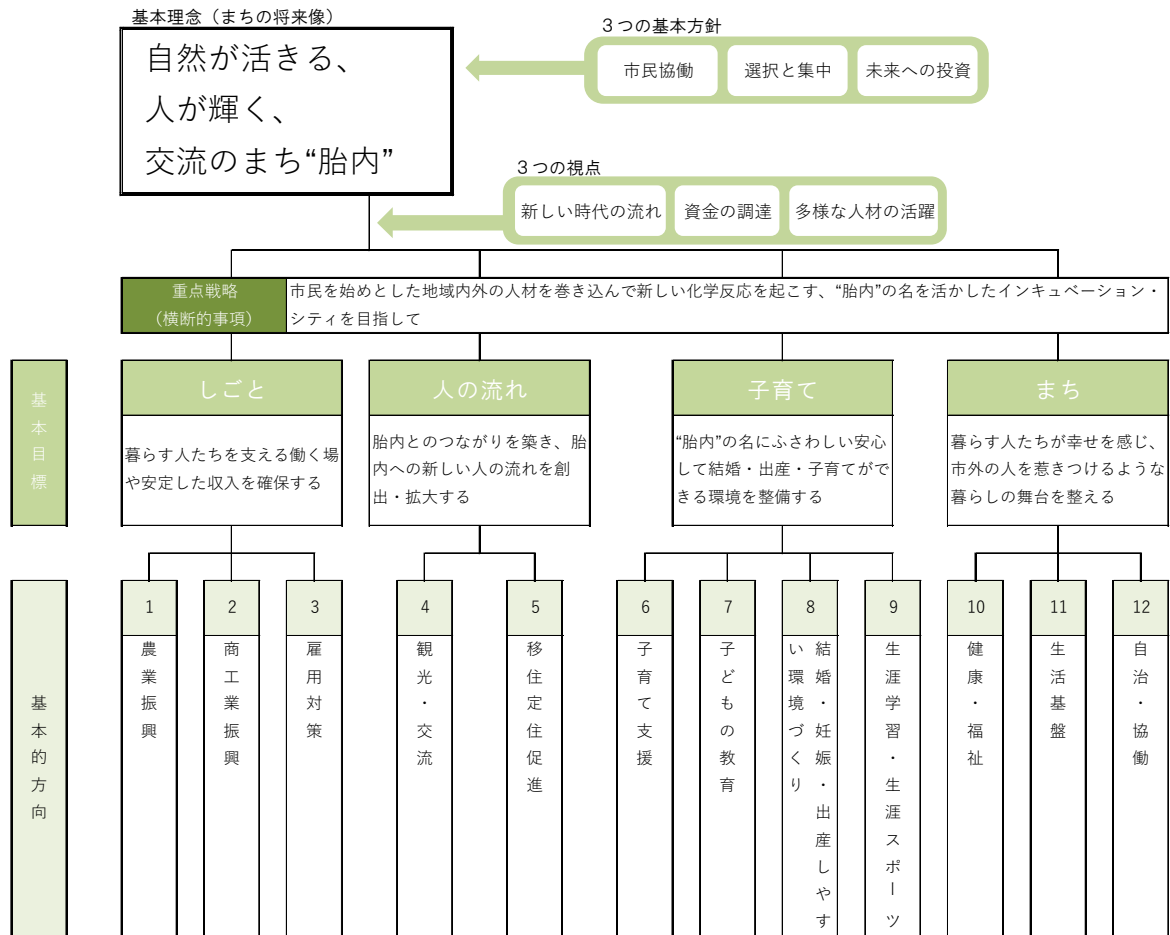 基本理念（まちの将来像）
自然が活きる、
人が輝く、
交流のまち“胎内”
３つの基本方針
市民協働
選択と集中
未来への投資
３つの視点
新しい時代の流れ
資金の調達
多様な人材の活躍
重点戦略
（横断的事項）
市民を始めとした地域内外の人材を巻き込んで新しい化学反応を起こす、“胎内”の名を活かしたインキュベーション・
シティを目指して
基本目標
しごと
暮らす人たちを支える働く場
や安定した収入を確保する
人の流れ
胎内とのつながりを築き、胎
内への新しい人の流れを創
出・拡大する
子育て
“胎内”の名にふさわしい安心
して結婚・出産・子育てがで
きる環境を整備する
まち
暮らす人たちが幸せを感じ、
市外の人を惹きつけるような
暮らしの舞台を整える
基本的方向
1
農業振興
2
商工業振興
3
雇用対策
4
観光・交流
5
移住定住促進
6
子育て支援
7
子どもの教育
8
結婚・妊娠・出産しやす
い環境づくり
9
生涯学習・生涯スポーツ
10
健康・福祉
11
生活基盤
12
自治・協働